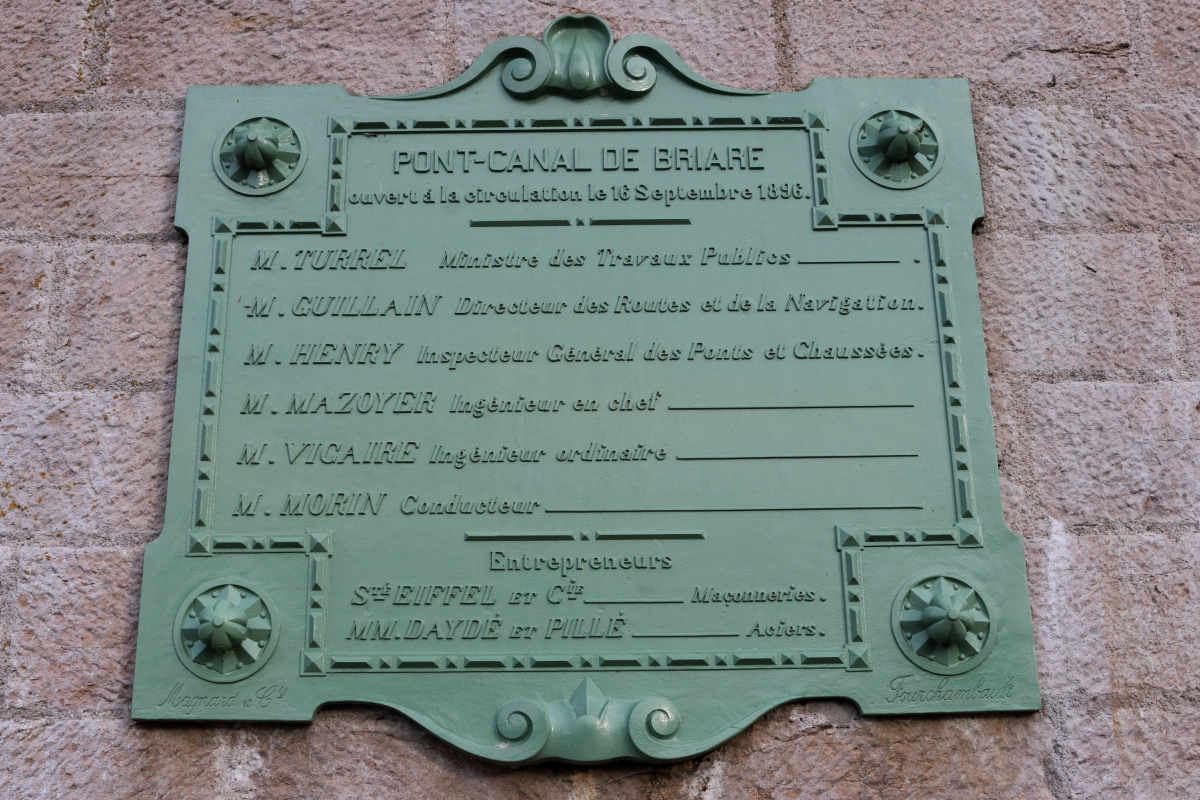 PONT-CANAL DE BRIARE
ouvert à la circulation le 16 Septembre 1896.
M. TURREL Ministre des Travaux Publics .
M. GUILLAIN Directeur des Routes et de la Navigation.
M. HENRY Inspecteur Général des Ponts et Chaussées.
M. MAZOYER Ingénieur en chef
M. VICAIRE Ingénieur ordinaire
M. MORIN Conducteur
Entrepreneurs
Sté EIFFEL ET Cie Maçonneries.
MM. DAYDÉ ET PILLÉ Aciers.
Magnard & Cie Fourchambault